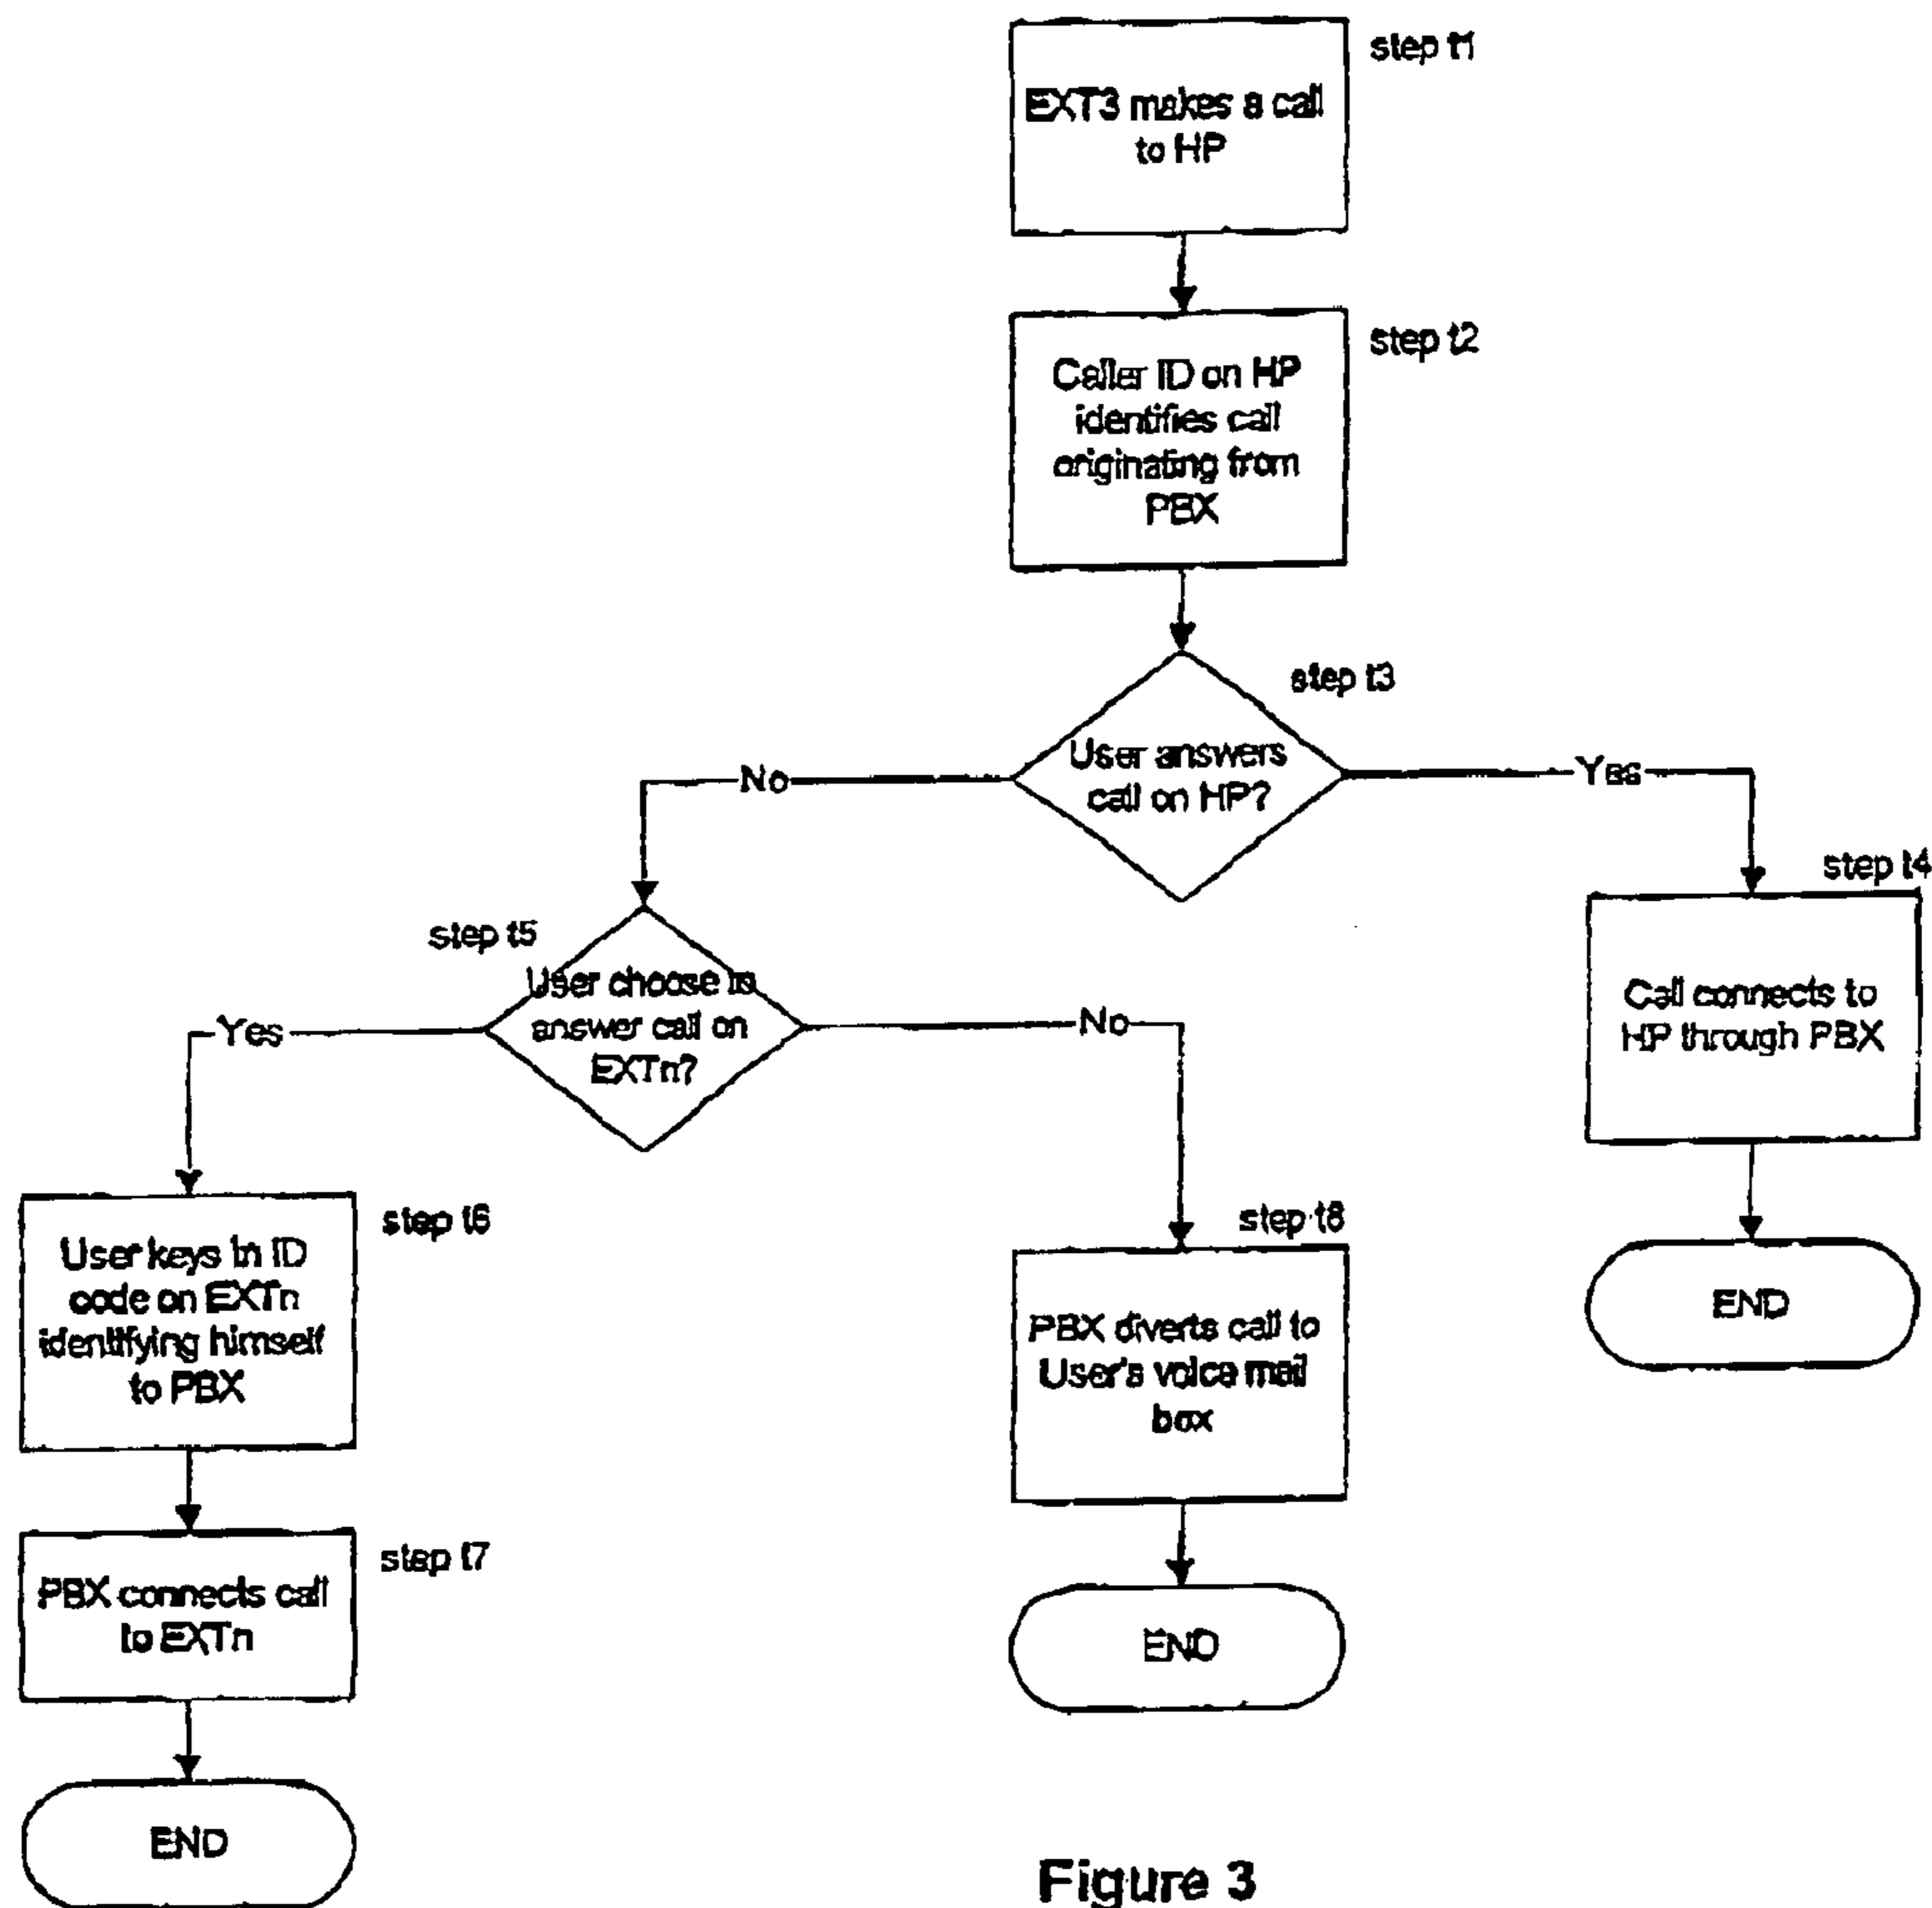 step t1
EXT3 makes a call
to HP
step t2
Caller ID on HP
identifies call
originating from
PBX
step t3
User answers
call on HP?
No
Yes
step t4
Call connects to
HP through PBX
END
step t5
User choose to
answer call on
EXTn?
Yes
No
step t6
User keys in ID
code on EXTn
identifying himself
to PBX
step t8
PBX diverts call to
User's voice mail
box
END
step t7
PBX connects call
to EXTn
END
Figure 3